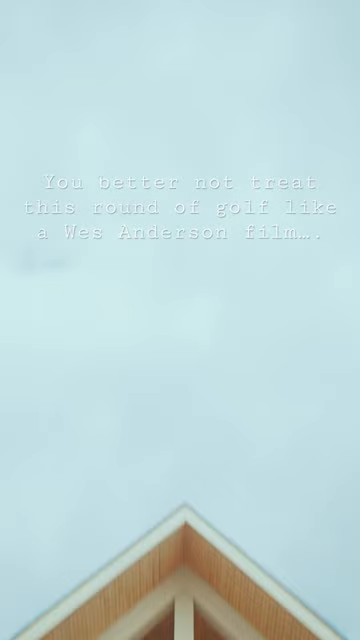 You better not treat
this round of golf like
a Wes Anderson film….